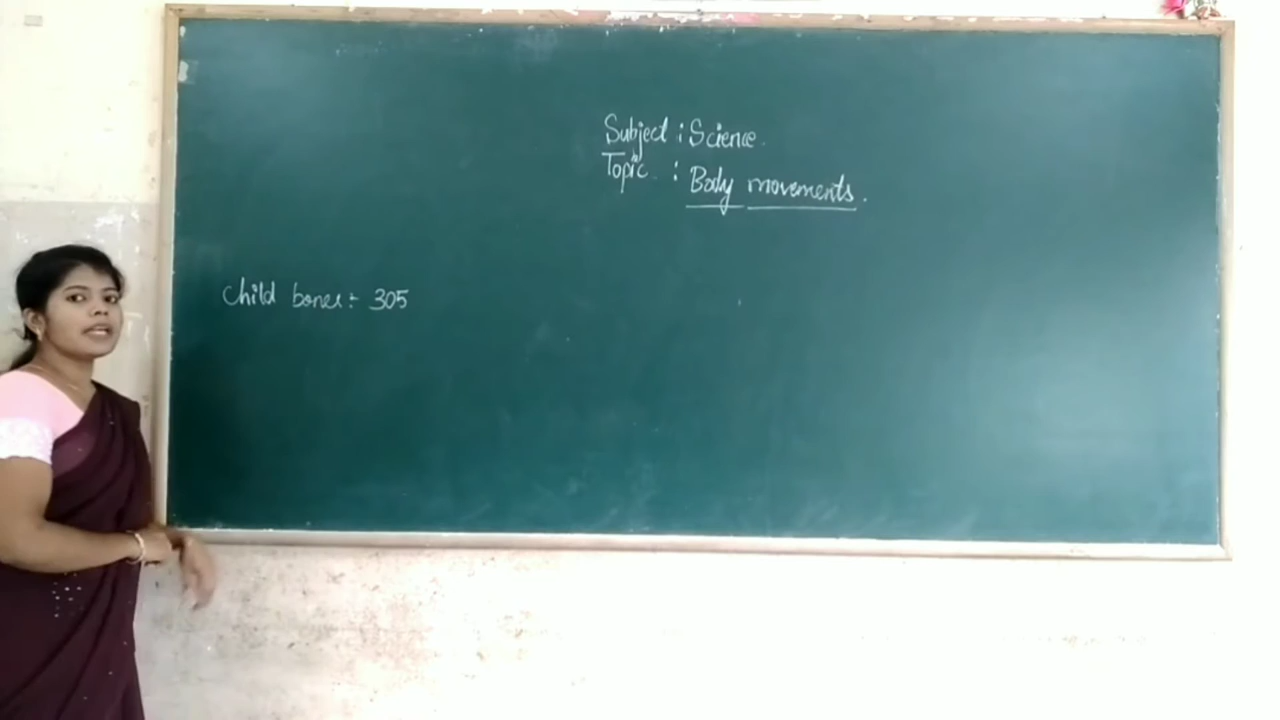 Subject : Science.
Topic : Body movements.
Child bones :- 305